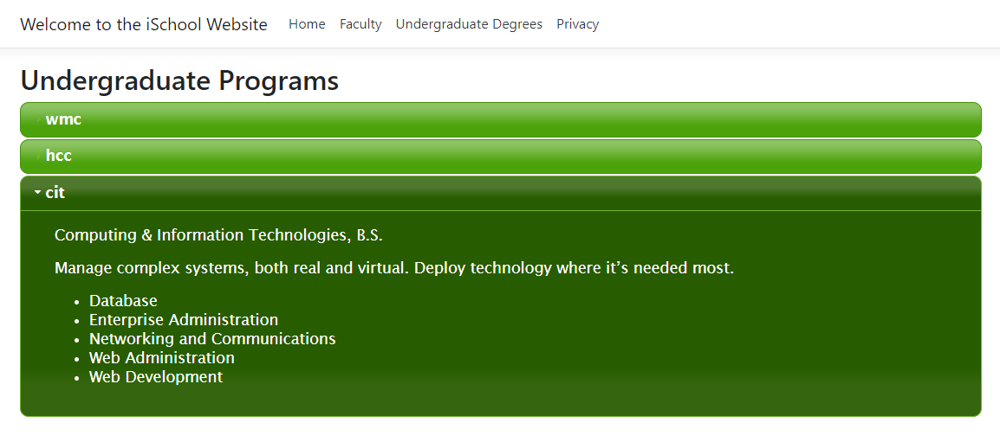 Welcome to the iSchool Website Home Faculty Undergraduate Degrees Privacy
Undergraduate Programs
wmc
hcc
cit
Computing & Information Technologies, B.S.
Manage complex systems, both real and virtual. Deploy technology where it’s needed most.
• Database
• Enterprise Administration
• Networking and Communications
• Web Administration
• Web Development